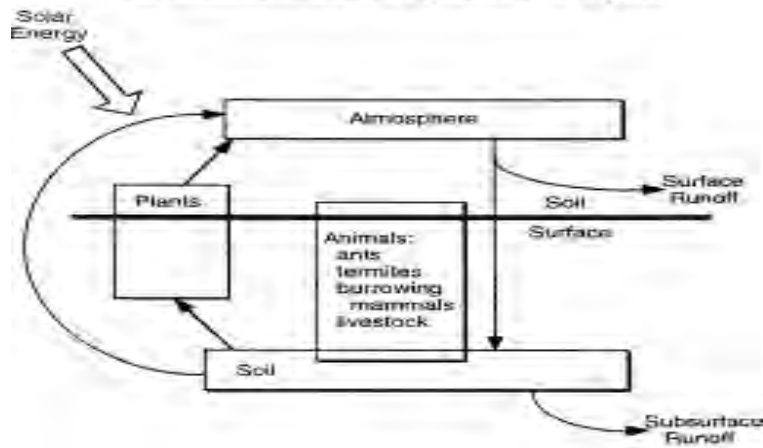 Solar
Energy
Atmosphere
Surface
Runoff
Plants
Soil
Surface
Animals:
ants
termites
burrowing
mammals
livestock
Soil
Subsurface
Runoff